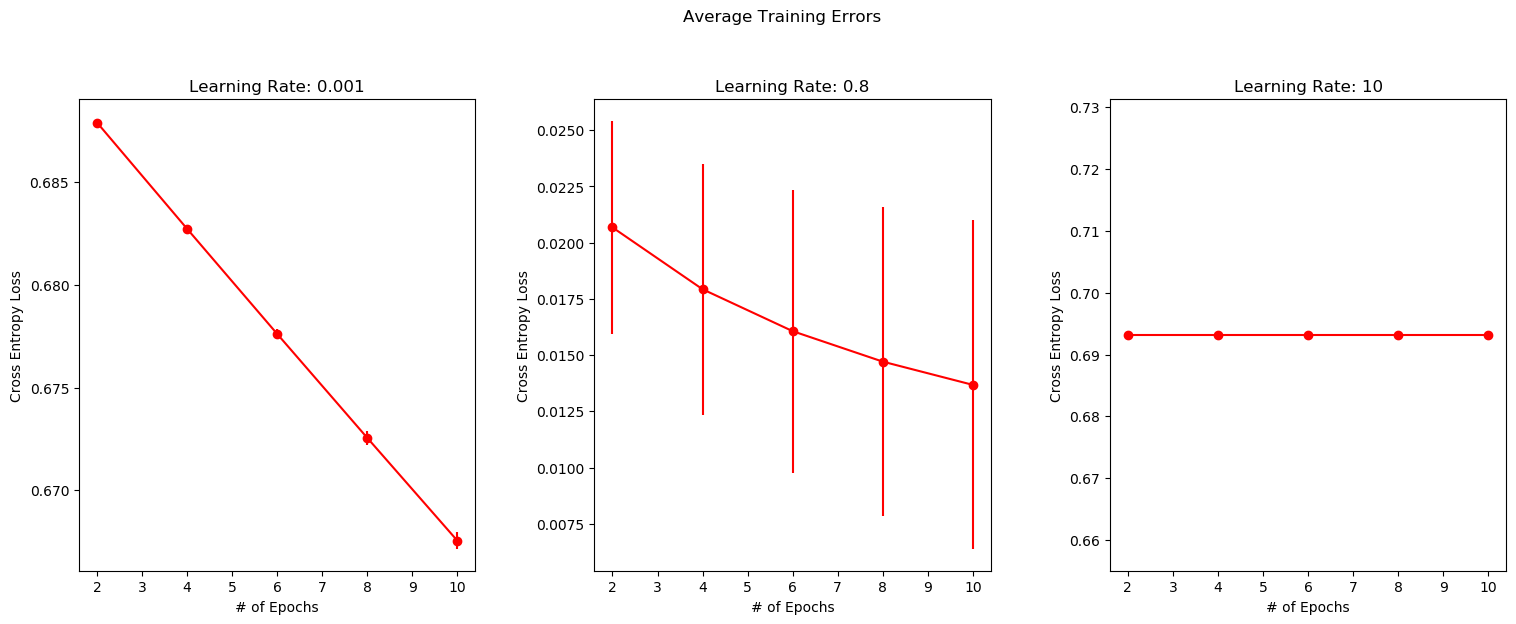 Average Training Errors
Learning Rate: 0.001
Cross Entropy Loss
0.685
0.680
0.675
0.670
2 3 4 5 6 7 8 9 10
# of Epochs
Learning Rate: 0.8
Cross Entropy Loss
0.0250
0.0225
0.0200
0.0175
0.0150
0.0125
0.0100
0.0075
2 3 4 5 6 7 8 9 10
# of Epochs
Learning Rate: 10
Cross Entropy Loss
0.73
0.72
0.71
0.70
0.69
0.68
0.67
0.66
2 3 4 5 6 7 8 9 10
# of Epochs